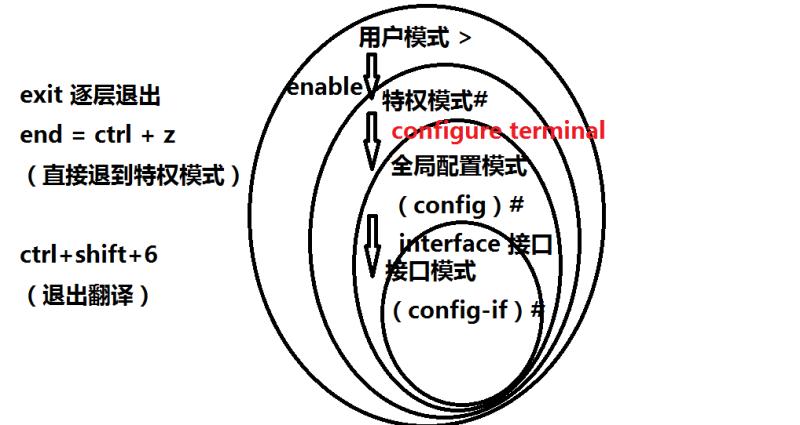 exit 逐层退出
end = ctrl + z
（直接退到特权模式）
ctrl+shift+6
（退出翻译）
用户模式 >
enable
特权模式#
configure terminal
全局配置模式
（config）#
interface 接口
接口模式
（config-if）#